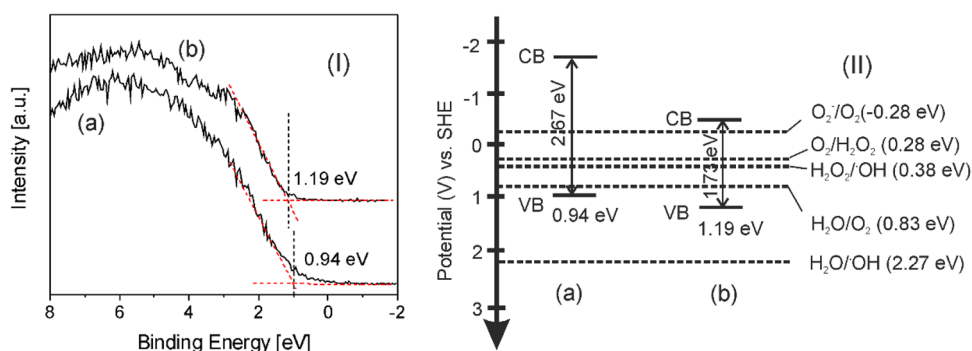 (b)
(I)
(a)
1.19 eV
0.94 eV
Intensity [a.u.]
8 6 4 2 0 -2
Binding Energy [eV]
-2
-1
0
1
2
3
Potential (V) vs. SHE
CB
2.67 eV
VB
0.94 eV
(a)
CB
1.73 eV
VB
1.19 eV
(b)
(II)
O₂⁻/O₂(-0.28 eV)
O₂/H₂O₂ (0.28 eV)
H₂O₂/˙OH (0.38 eV)
H₂O/O₂ (0.83 eV)
H₂O/˙OH (2.27 eV)